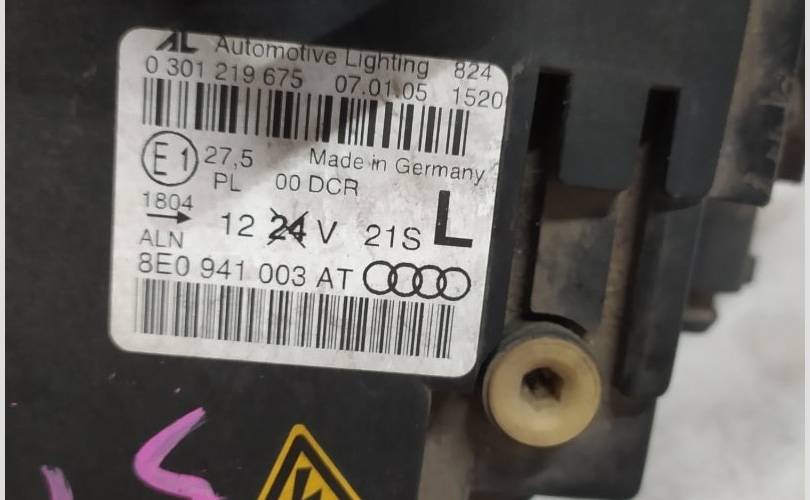 AL Automotive Lighting 824
0 301 219 675 07.01.05 1520
E1 27,5 Made in Germany
PL 00 DCR
1804
12 24 V 21S L
ALN
8E0 941 003 AT